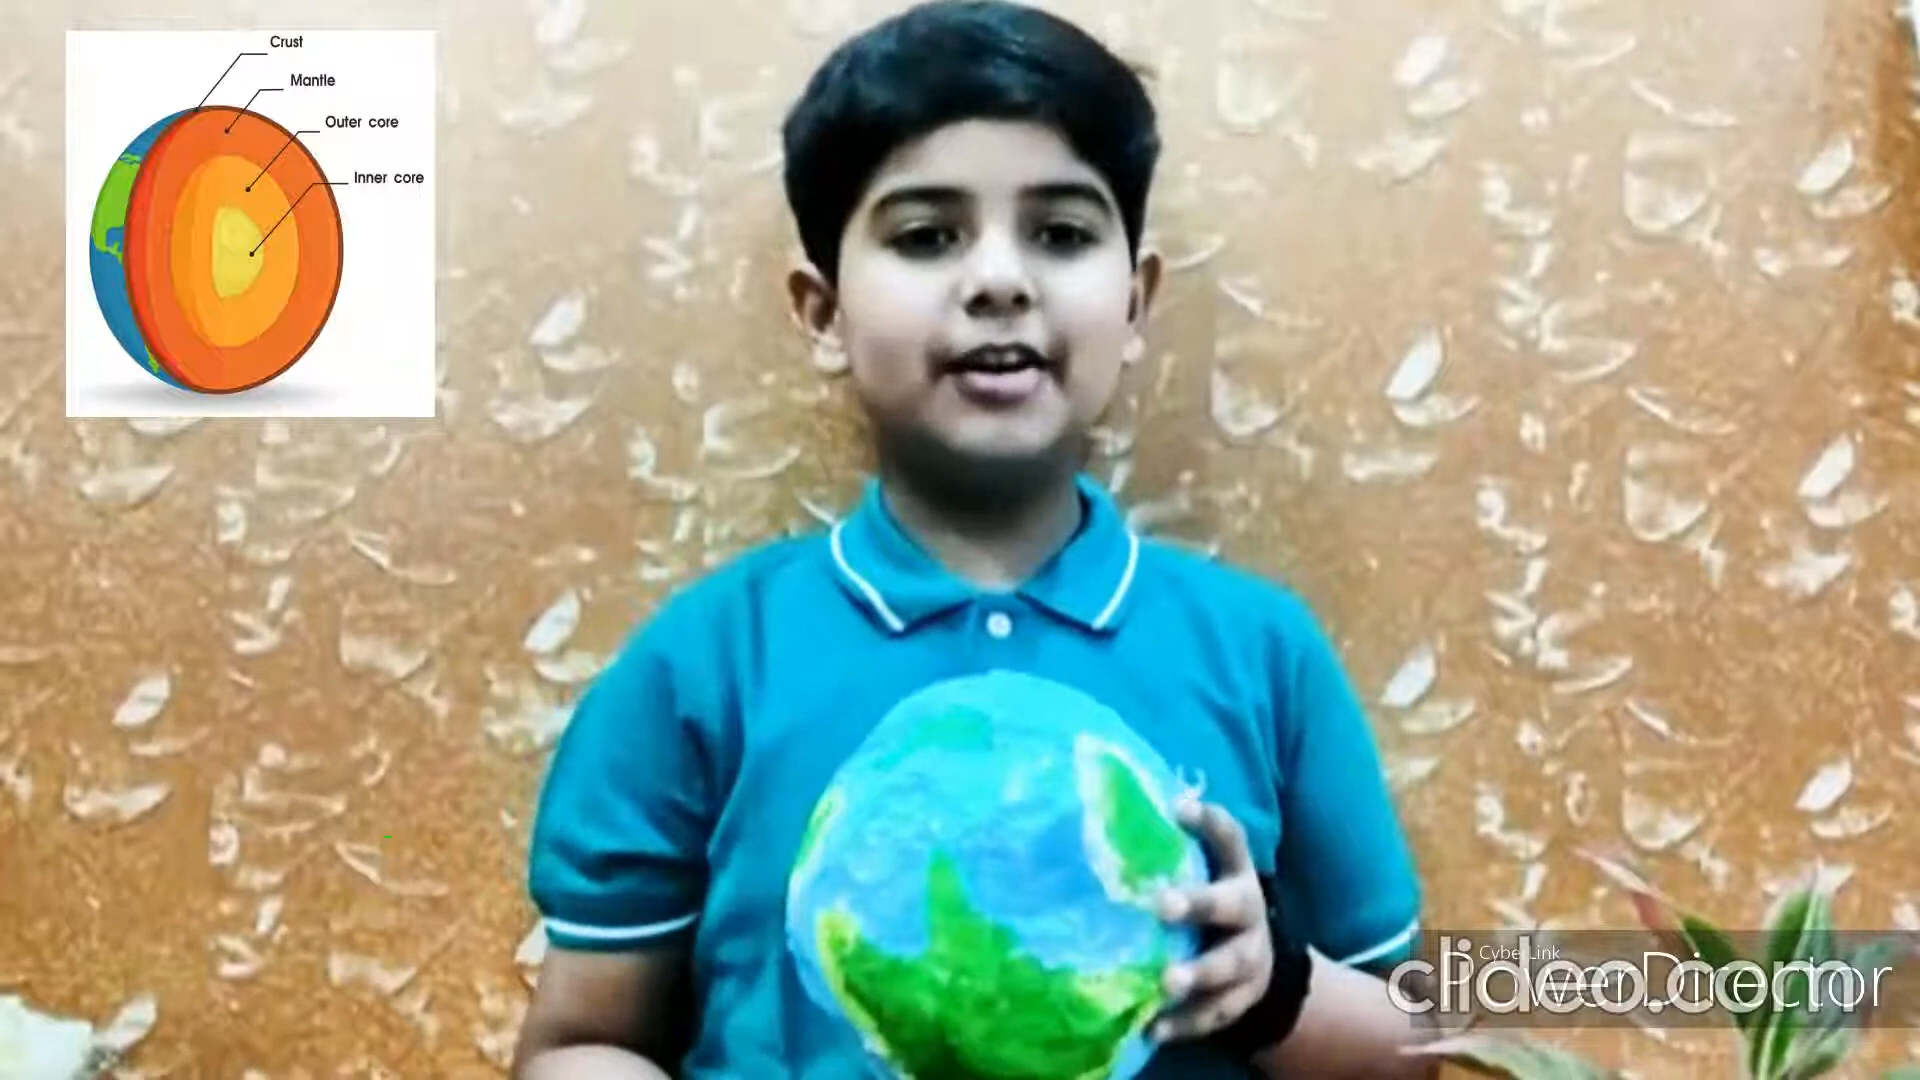 Crust
Mantle
Outer core
Inner core
CyberLink
PowerDirector
clideo.com